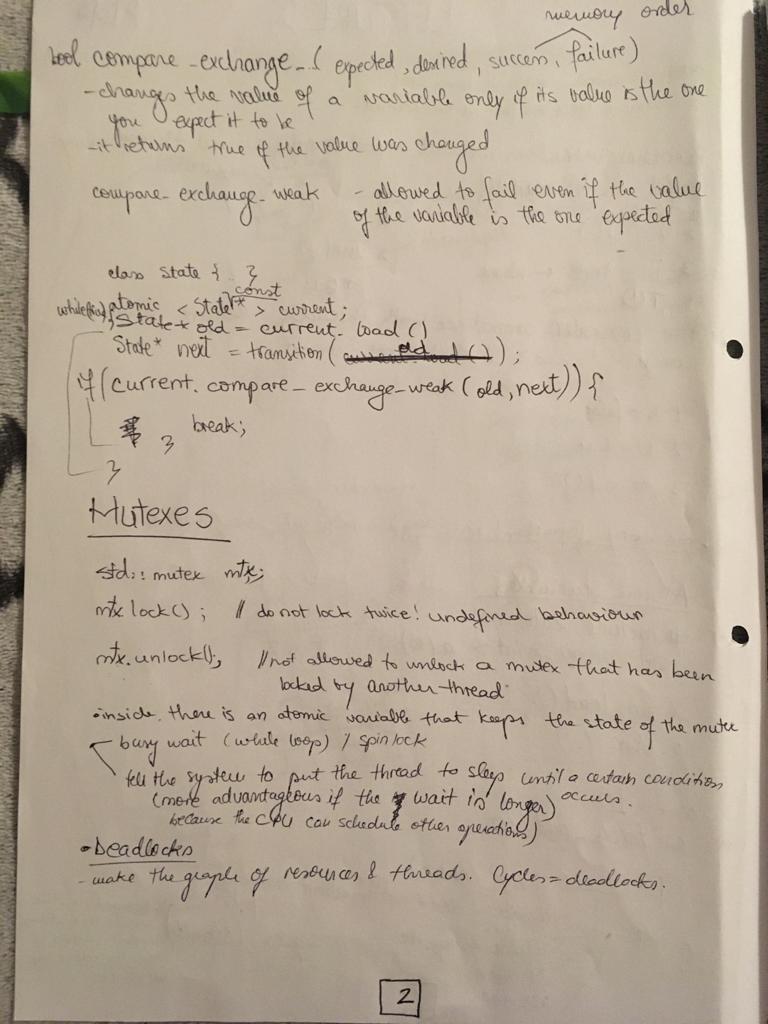 memory order
bool compare_exchange_( expected, desired, success, failure)
- changes the value of a variable only if its value is the one
you expect it to be
- it returns true if the value was changed
compare_exchange_weak - allowed to fail even if the value
of the variable is the one expected
class State { }
const
while(true) atomic <State*> current;
{ State* old = current.load()
State* next = transition( old );
if (current.compare_exchange_weak (old, next)) {
} break;
}
Mutexes
std::mutex mtx;
mtx.lock(); // do not lock twice! undefined behaviour
mtx.unlock(); // not allowed to unlock a mutex that has been
locked by another thread
• inside, there is an atomic variable that keeps the state of the mutex
busy wait (while loop) / spin lock
tell the system to put the thread to sleep until a certain condition
(more advantageous if the wait is longer) occurs.
because the CPU can schedule other operations)
• Deadlocks
- make the graph of resources & threads. Cycles = deadlocks.
2